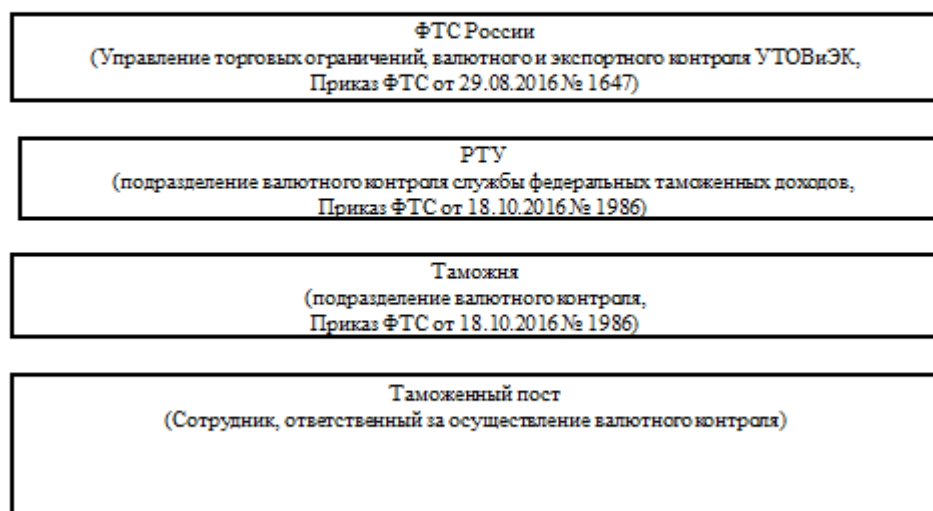 ФТС России
(Управление торговых ограничений, валютного и экспортного контроля УТОВиЭК,
Приказ ФТС от 29.08.2016 № 1647)
РТУ
(подразделение валютного контроля службы федеральных таможенных доходов,
Приказ ФТС от 18.10.2016 № 1986)
Таможня
(подразделение валютного контроля,
Приказ ФТС от 18.10.2016 № 1986)
Таможенный пост
(Сотрудник, ответственный за осуществление валютного контроля)